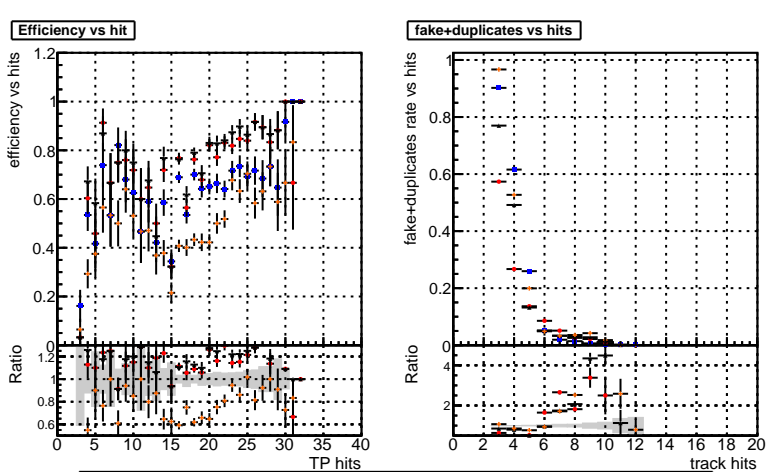 Efficiency vs hit
efficiency vs hits
1.2
1
0.8
0.6
0.4
0.2
0
Ratio
1.2
1
0.8
0.6
0 5 10 15 20 25 30 35 40
TP hits
fake+duplicates vs hits
fake+duplicates rate vs hits
1
0.8
0.6
0.4
0.2
0
Ratio
4
2
0 2 4 6 8 10 12 14 16 18 20
track hits